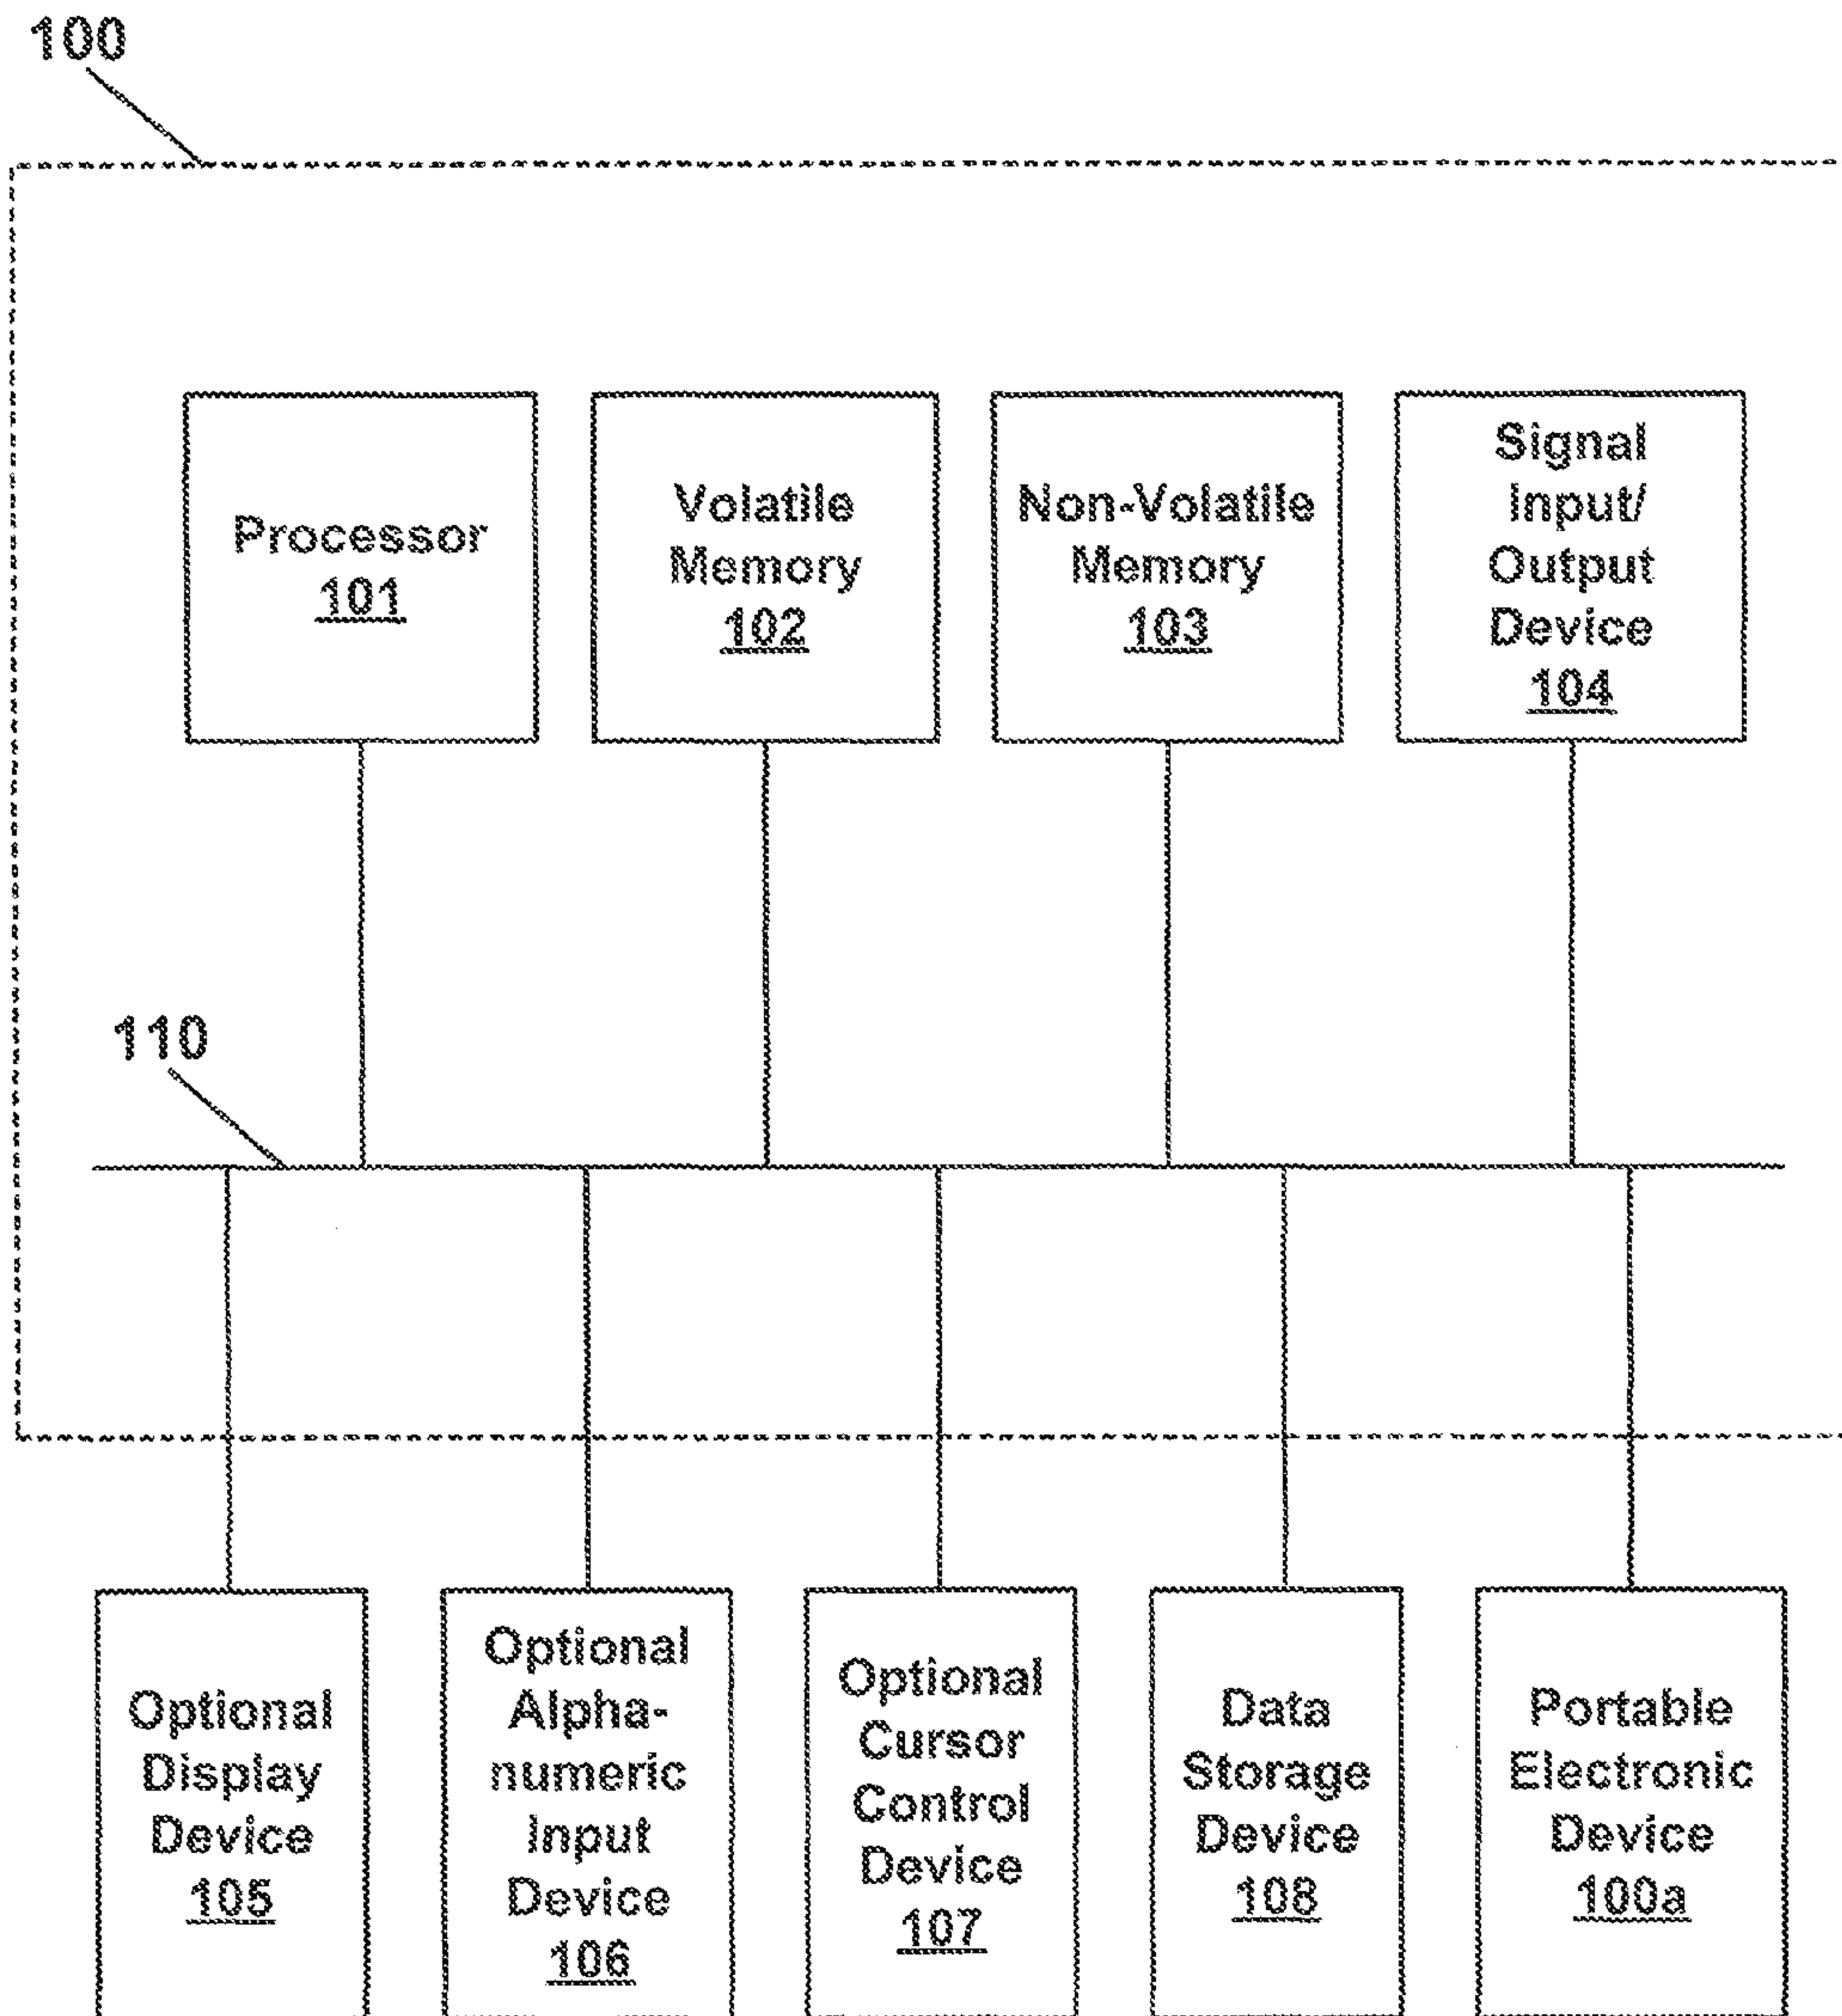 100
Processor
101
Volatile
Memory
102
Non-Volatile
Memory
103
Signal
Input/
Output
Device
104
110
Optional
Display
Device
105
Optional
Alpha-
numeric
Input
Device
106
Optional
Cursor
Control
Device
107
Data
Storage
Device
108
Portable
Electronic
Device
100a